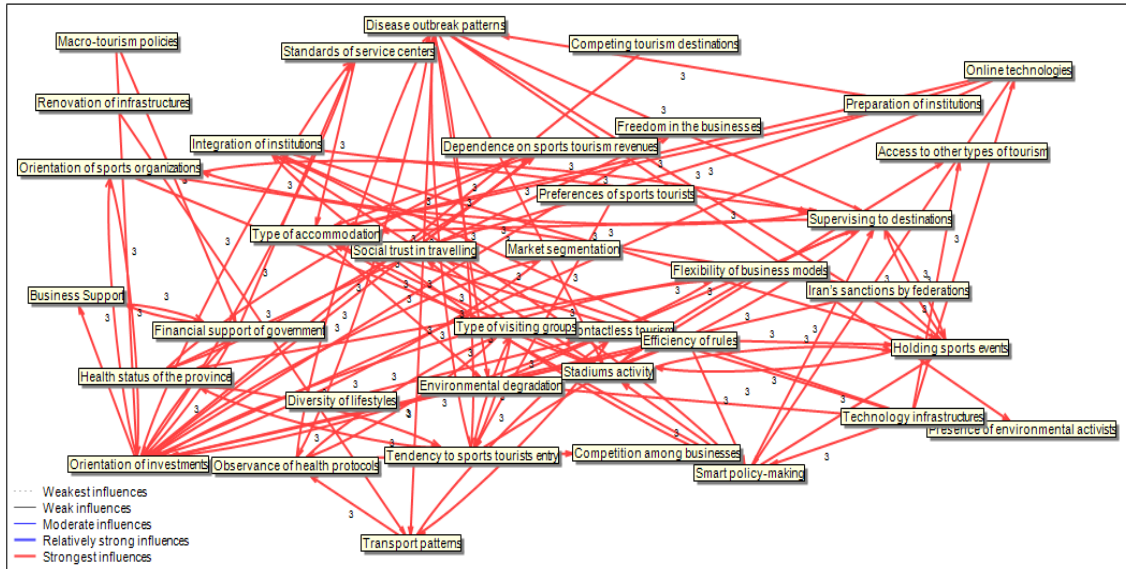 Disease outbreak patterns
Macro-tourism policies
Competing tourism destinations
Standards of service centers
Online technologies
Renovation of infrastructures
Preparation of institutions
Freedom in the businesses
Integration of institutions
Dependence on sports tourism revenues
Access to other types of tourism
Orientation of sports organizations
Preferences of sports tourists
Supervising to destinations
Type of accommodation
Social trust in travelling
Market segmentation
Flexibility of business models
Business Support
Iran's sanctions by federations
Financial support of government
Type of visiting groups
ontactless tourism
Efficiency of rules
Holding sports events
Health status of the province
Stadiums activity
Environmental degradation
Diversity of lifestyles
Technology infrastructures
Presence of environmental activists
Orientation of investments
Observance of health protocols
Tendency to sports tourists entry
Competition among businesses
Smart policy-making
Transport patterns
Weakest influences
Weak influences
Moderate influences
Relatively strong influences
Strongest influences